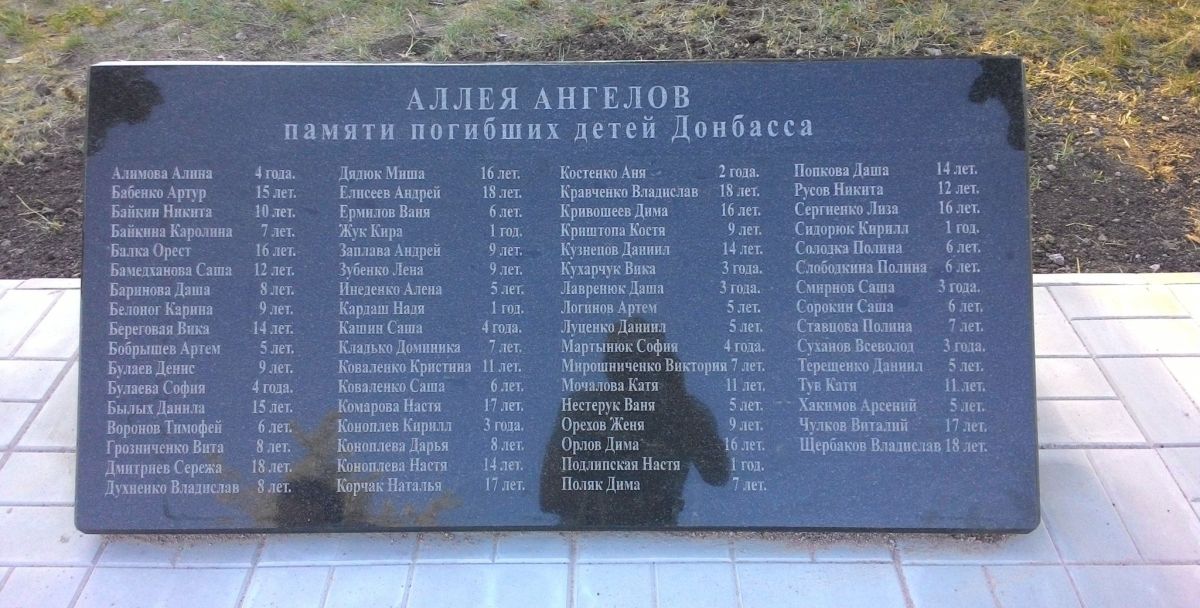 АЛЛЕЯ АНГЕЛОВ
памяти погибших детей Донбасса
Алимова Алина 4 года.
Бабенко Артур 15 лет.
Байкин Никита 10 лет.
Байкина Каролина 7 лет.
Балка Орест 16 лет.
Бамедханова Саша 12 лет.
Баринова Даша 8 лет.
Белоног Карина 9 лет.
Береговая Вика 14 лет.
Бобрышев Артем 5 лет.
Булаев Денис 9 лет.
Булаева София 4 года.
Былых Данила 15 лет.
Воронов Тимофей 6 лет.
Грозниченко Вита 8 лет.
Дмитриев Сережа 18 лет.
Духненко Владислав 8 лет.
Дядюк Миша 16 лет.
Елисеев Андрей 18 лет.
Ермилов Ваня 6 лет.
Жук Кира 1 год.
Заплава Андрей 9 лет.
Зубенко Лена 9 лет.
Инеденко Алена 5 лет.
Кардаш Надя 1 год.
Кашин Саша 4 года.
Кладько Доминика 7 лет.
Коваленко Кристина 11 лет.
Коваленко Саша 6 лет.
Комарова Настя 17 лет.
Коноплев Кирилл 3 года.
Коноплева Дарья 8 лет.
Коноплева Настя 14 лет.
Корчак Наталья 17 лет.
Костенко Аня 2 года.
Кравченко Владислав 18 лет.
Кривошеев Дима 16 лет.
Криштопа Костя 9 лет.
Кузнецов Даниил 14 лет.
Кухарчук Вика 3 года.
Лавренюк Даша 3 года.
Логинов Артем 5 лет.
Луценко Даниил 5 лет.
Мартынюк София 4 года.
Мирошниченко Виктория 7 лет.
Мочалова Катя 11 лет.
Нестерук Ваня 5 лет.
Орехов Женя 9 лет.
Орлов Дима 16 лет.
Подлипская Настя 1 год.
Поляк Дима 7 лет.
Попкова Даша 14 лет.
Русов Никита 12 лет.
Сергиенко Лиза 16 лет.
Сидорюк Кирилл 1 год.
Солодка Полина 6 лет.
Слободкина Полина 6 лет.
Смирнов Саша 3 года.
Сорокин Саша 6 лет.
Ставцова Полина 7 лет.
Суханов Всеволод 3 года.
Терешенко Даниил 5 лет.
Тув Катя 11 лет.
Хакимов Арсений 5 лет.
Чулков Виталий 17 лет.
Щербаков Владислав 18 лет.